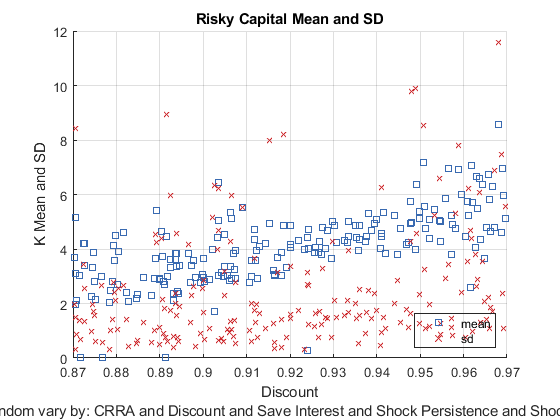 Risky Capital Mean and SD
K Mean and SD
12
10
8
6
4
2
0
0.87 0.88 0.89 0.9 0.91 0.92 0.93 0.94 0.95 0.96 0.97
mean
sd
Discount
ndom vary by: CRRA and Discount and Save Interest and Shock Persistence and Shoc